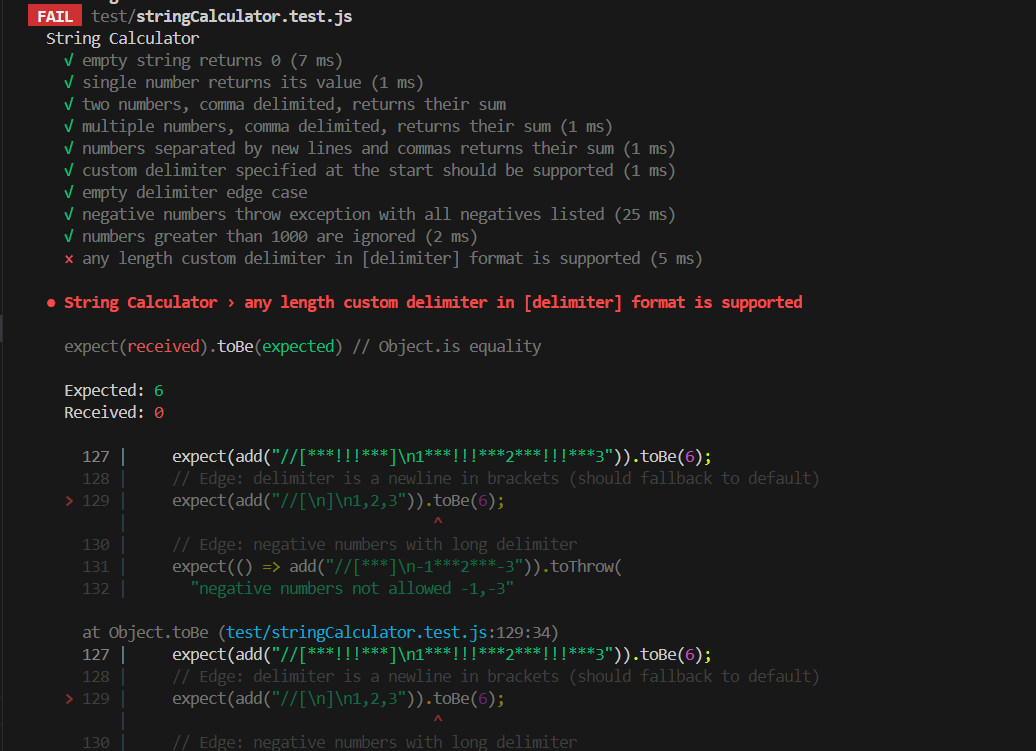 FAIL test/stringCalculator.test.js
String Calculator
√ empty string returns 0 (7 ms)
√ single number returns its value (1 ms)
√ two numbers, comma delimited, returns their sum
√ multiple numbers, comma delimited, returns their sum (1 ms)
√ numbers separated by new lines and commas returns their sum (1 ms)
√ custom delimiter specified at the start should be supported (1 ms)
√ empty delimiter edge case
√ negative numbers throw exception with all negatives listed (25 ms)
√ numbers greater than 1000 are ignored (2 ms)
× any length custom delimiter in [delimiter] format is supported (5 ms)
● String Calculator › any length custom delimiter in [delimiter] format is supported
expect(received).toBe(expected) // Object.is equality
Expected: 6
Received: 0
127 | expect(add("//[***!!!***]\n1***!!!***2***!!!***3")).toBe(6);
128 | // Edge: delimiter is a newline in brackets (should fallback to default)
> 129 | expect(add("//[\n]\n1,2,3")).toBe(6);
| ^
130 | // Edge: negative numbers with long delimiter
131 | expect(() => add("//[***]\n-1***2***-3")).toThrow(
132 | "negative numbers not allowed -1,-3"
at Object.toBe (test/stringCalculator.test.js:129:34)
127 | expect(add("//[***!!!***]\n1***!!!***2***!!!***3")).toBe(6);
128 | // Edge: delimiter is a newline in brackets (should fallback to default)
> 129 | expect(add("//[\n]\n1,2,3")).toBe(6);
| ^
130 | // Edge: negative numbers with long delimiter